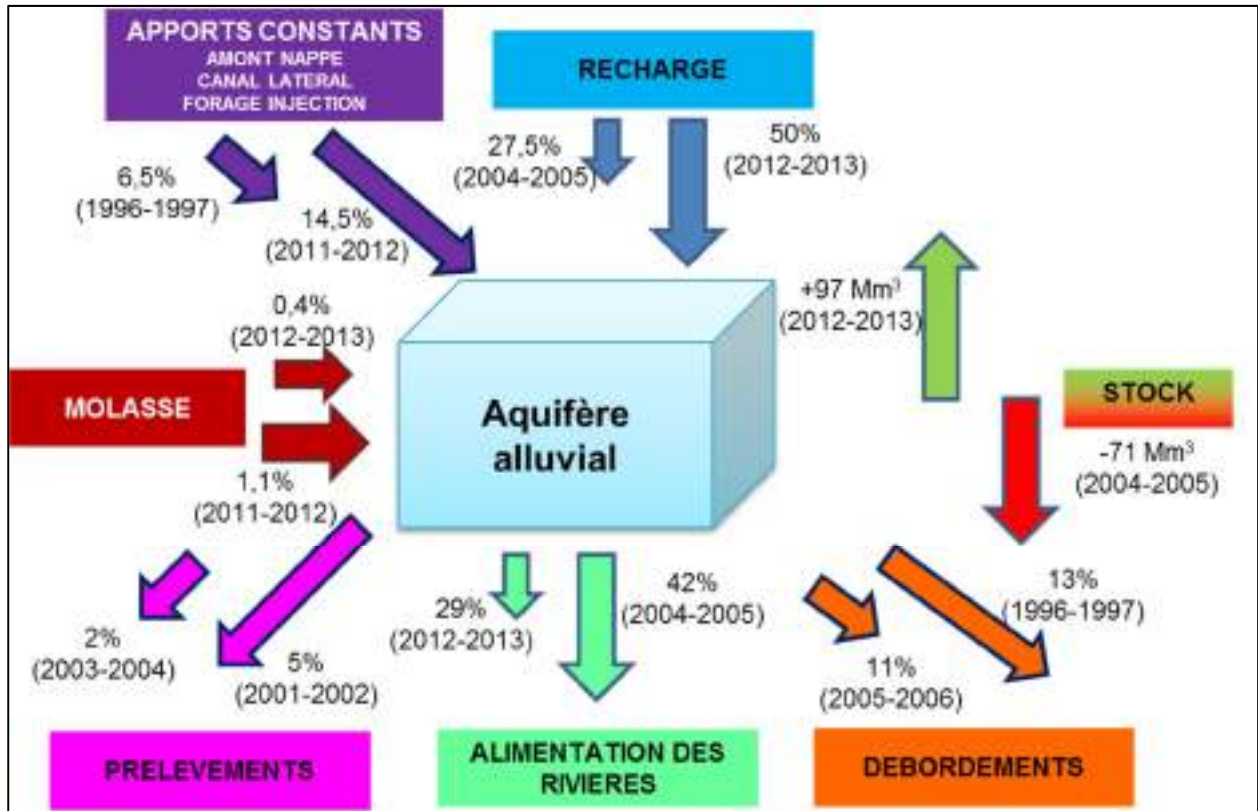 APPORTS CONSTANTS
AMONT NAPPE
CANAL LATERAL
FORAGE INJECTION
RECHARGE
6,5%
(1996-1997)
14,5%
(2011-2012)
27,5%
(2004-2005)
50%
(2012-2013)
0,4%
(2012-2013)
MOLASSE
1,1%
(2011-2012)
Aquifère
alluvial
+97 Mm³
(2012-2013)
STOCK
-71 Mm³
(2004-2005)
2%
(2003-2004)
5%
(2001-2002)
29%
(2012-2013)
42%
(2004-2005)
11%
(2005-2006)
13%
(1996-1997)
PRELEVEMENTS
ALIMENTATION DES
RIVIERES
DEBORDEMENTS